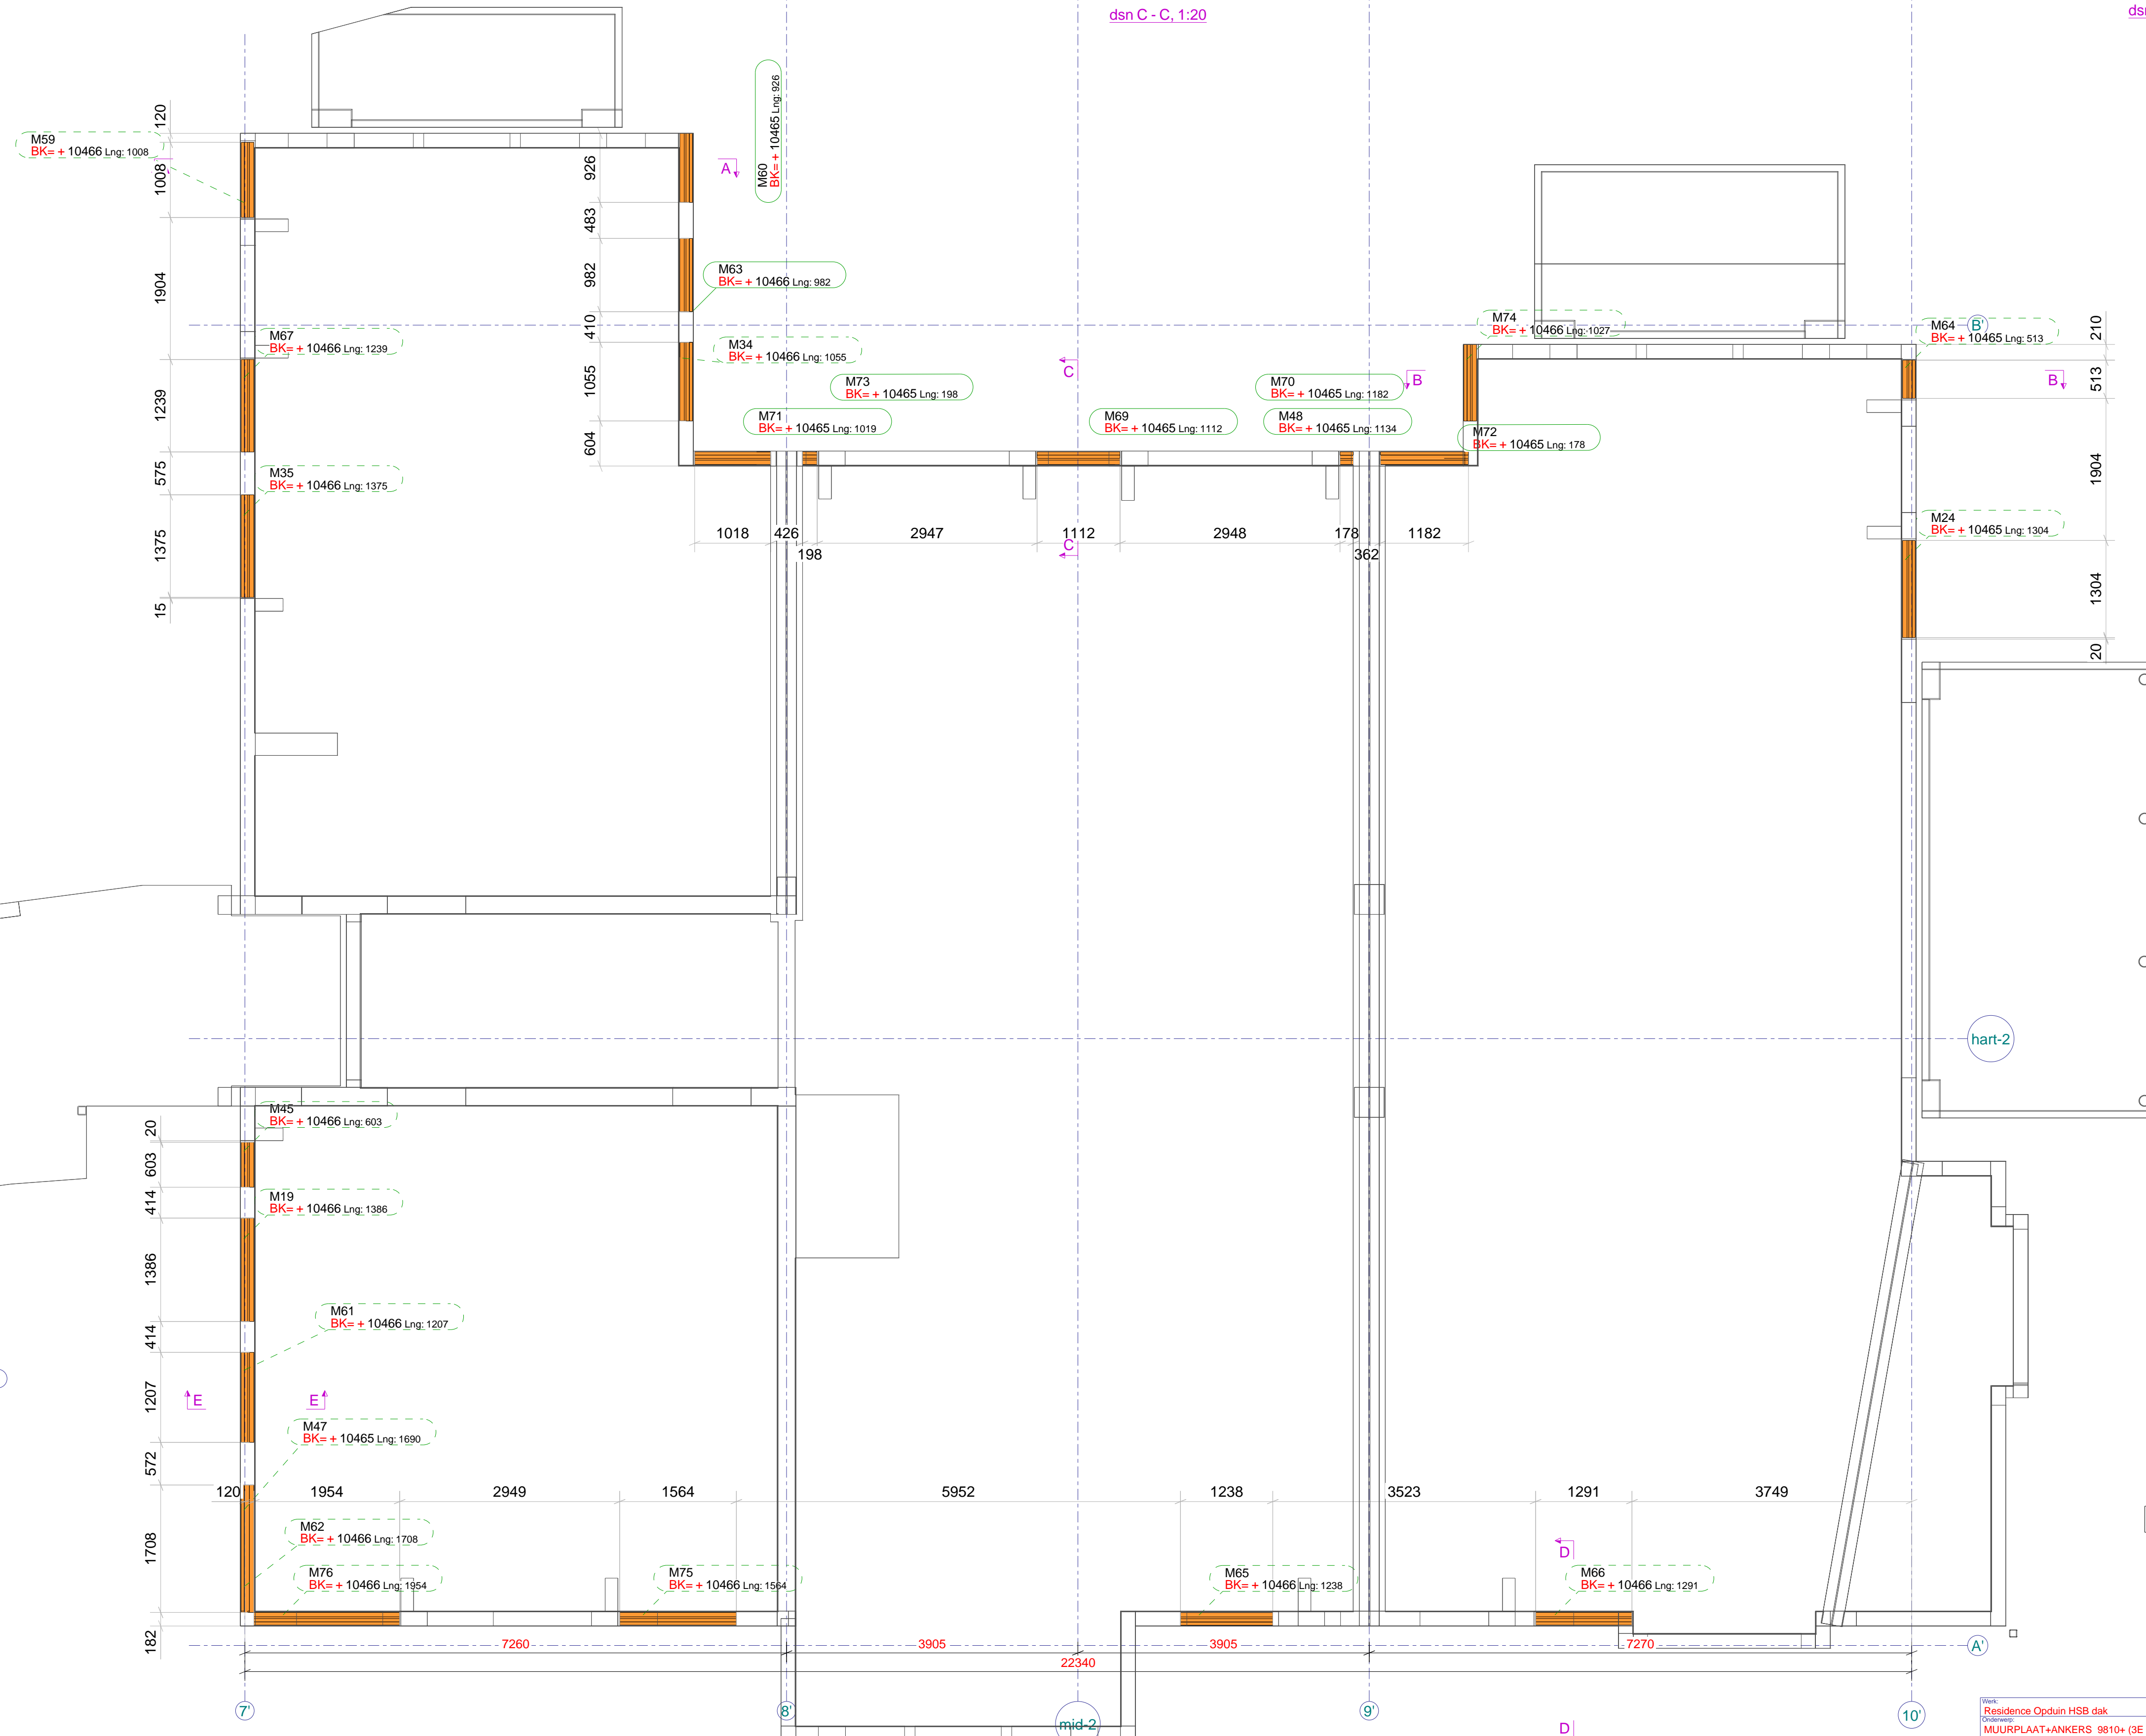 dsn C - C, 1:20
120
M59
BK= + 10466 Lng: 1008
1008
1904
M67
BK= + 10466 Lng: 1239
1239
575
M35
BK= + 10466 Lng: 1375
1375
15
926
483
982
410
1055
604
A
M60
BK= + 10465 Lng: 926
M63
BK= + 10466 Lng: 982
M34
BK= + 10466 Lng: 1055
M73
BK= + 10465 Lng: 198
M71
BK= + 10465 Lng: 1019
C
M69
BK= + 10465 Lng: 1112
M70
BK= + 10465 Lng: 1182
B
M48
BK= + 10465 Lng: 1134
M74
BK= + 10466 Lng: 1027
M72
BK= + 10465 Lng: 178
M64
BK= + 10465 Lng: 513
B'
B
210
513
1904
M24
BK= + 10465 Lng: 1304
1304
20
1018
426
198
2947
1112
C
2948
178
362
1182
hart-2
M45
BK= + 10466 Lng: 603
20
603
414
M19
BK= + 10466 Lng: 1386
1386
M61
BK= + 10466 Lng: 1207
414
1207
E
E
M47
BK= + 10465 Lng: 1690
572
120
1954
2949
1564
5952
1238
3523
1291
3749
M62
BK= + 10466 Lng: 1708
1708
M76
BK= + 10466 Lng: 1954
M75
BK= + 10466 Lng: 1564
M65
BK= + 10466 Lng: 1238
D
M66
BK= + 10466 Lng: 1291
182
7260
3905
3905
7270
A'
22340
7'
8'
mid-2
9'
10'
D
Werk:
Residence Opduin HSB dak
Onderwerp:
MUURPLAAT+ANKERS 9810+ (3E